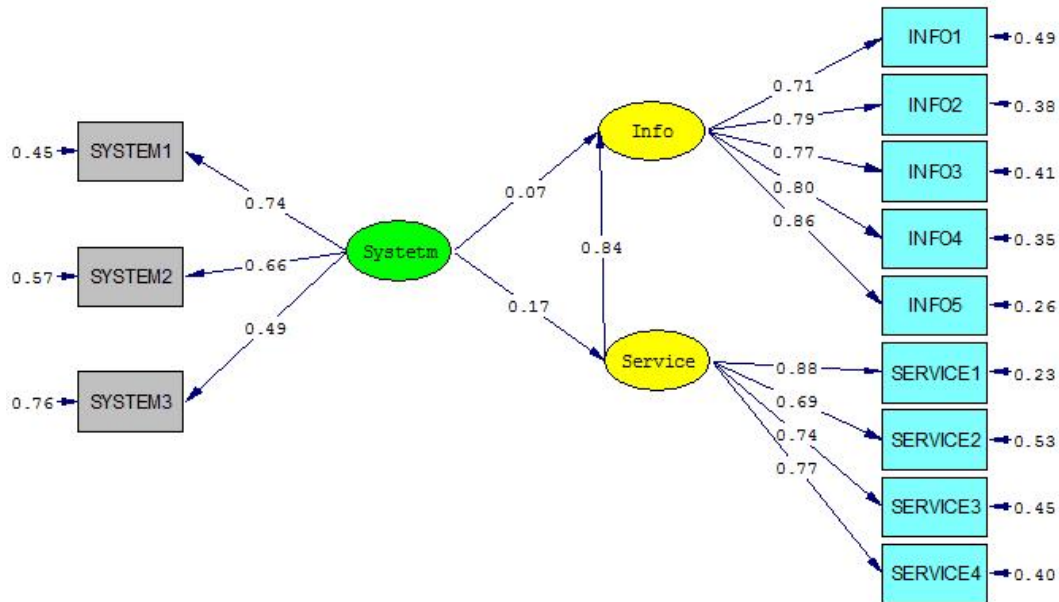 INFO1
0.49
0.71
INFO2
0.38
0.79
Info
0.45
SYSTEM1
0.77
INFO3
0.41
0.74
0.07
0.80
0.86
INFO4
0.35
Systetm
0.84
0.57
SYSTEM2
0.66
0.17
INFO5
0.26
0.49
Service
0.88
SERVICE1
0.23
0.76
SYSTEM3
0.69
SERVICE2
0.53
0.74
0.77
SERVICE3
0.45
SERVICE4
0.40